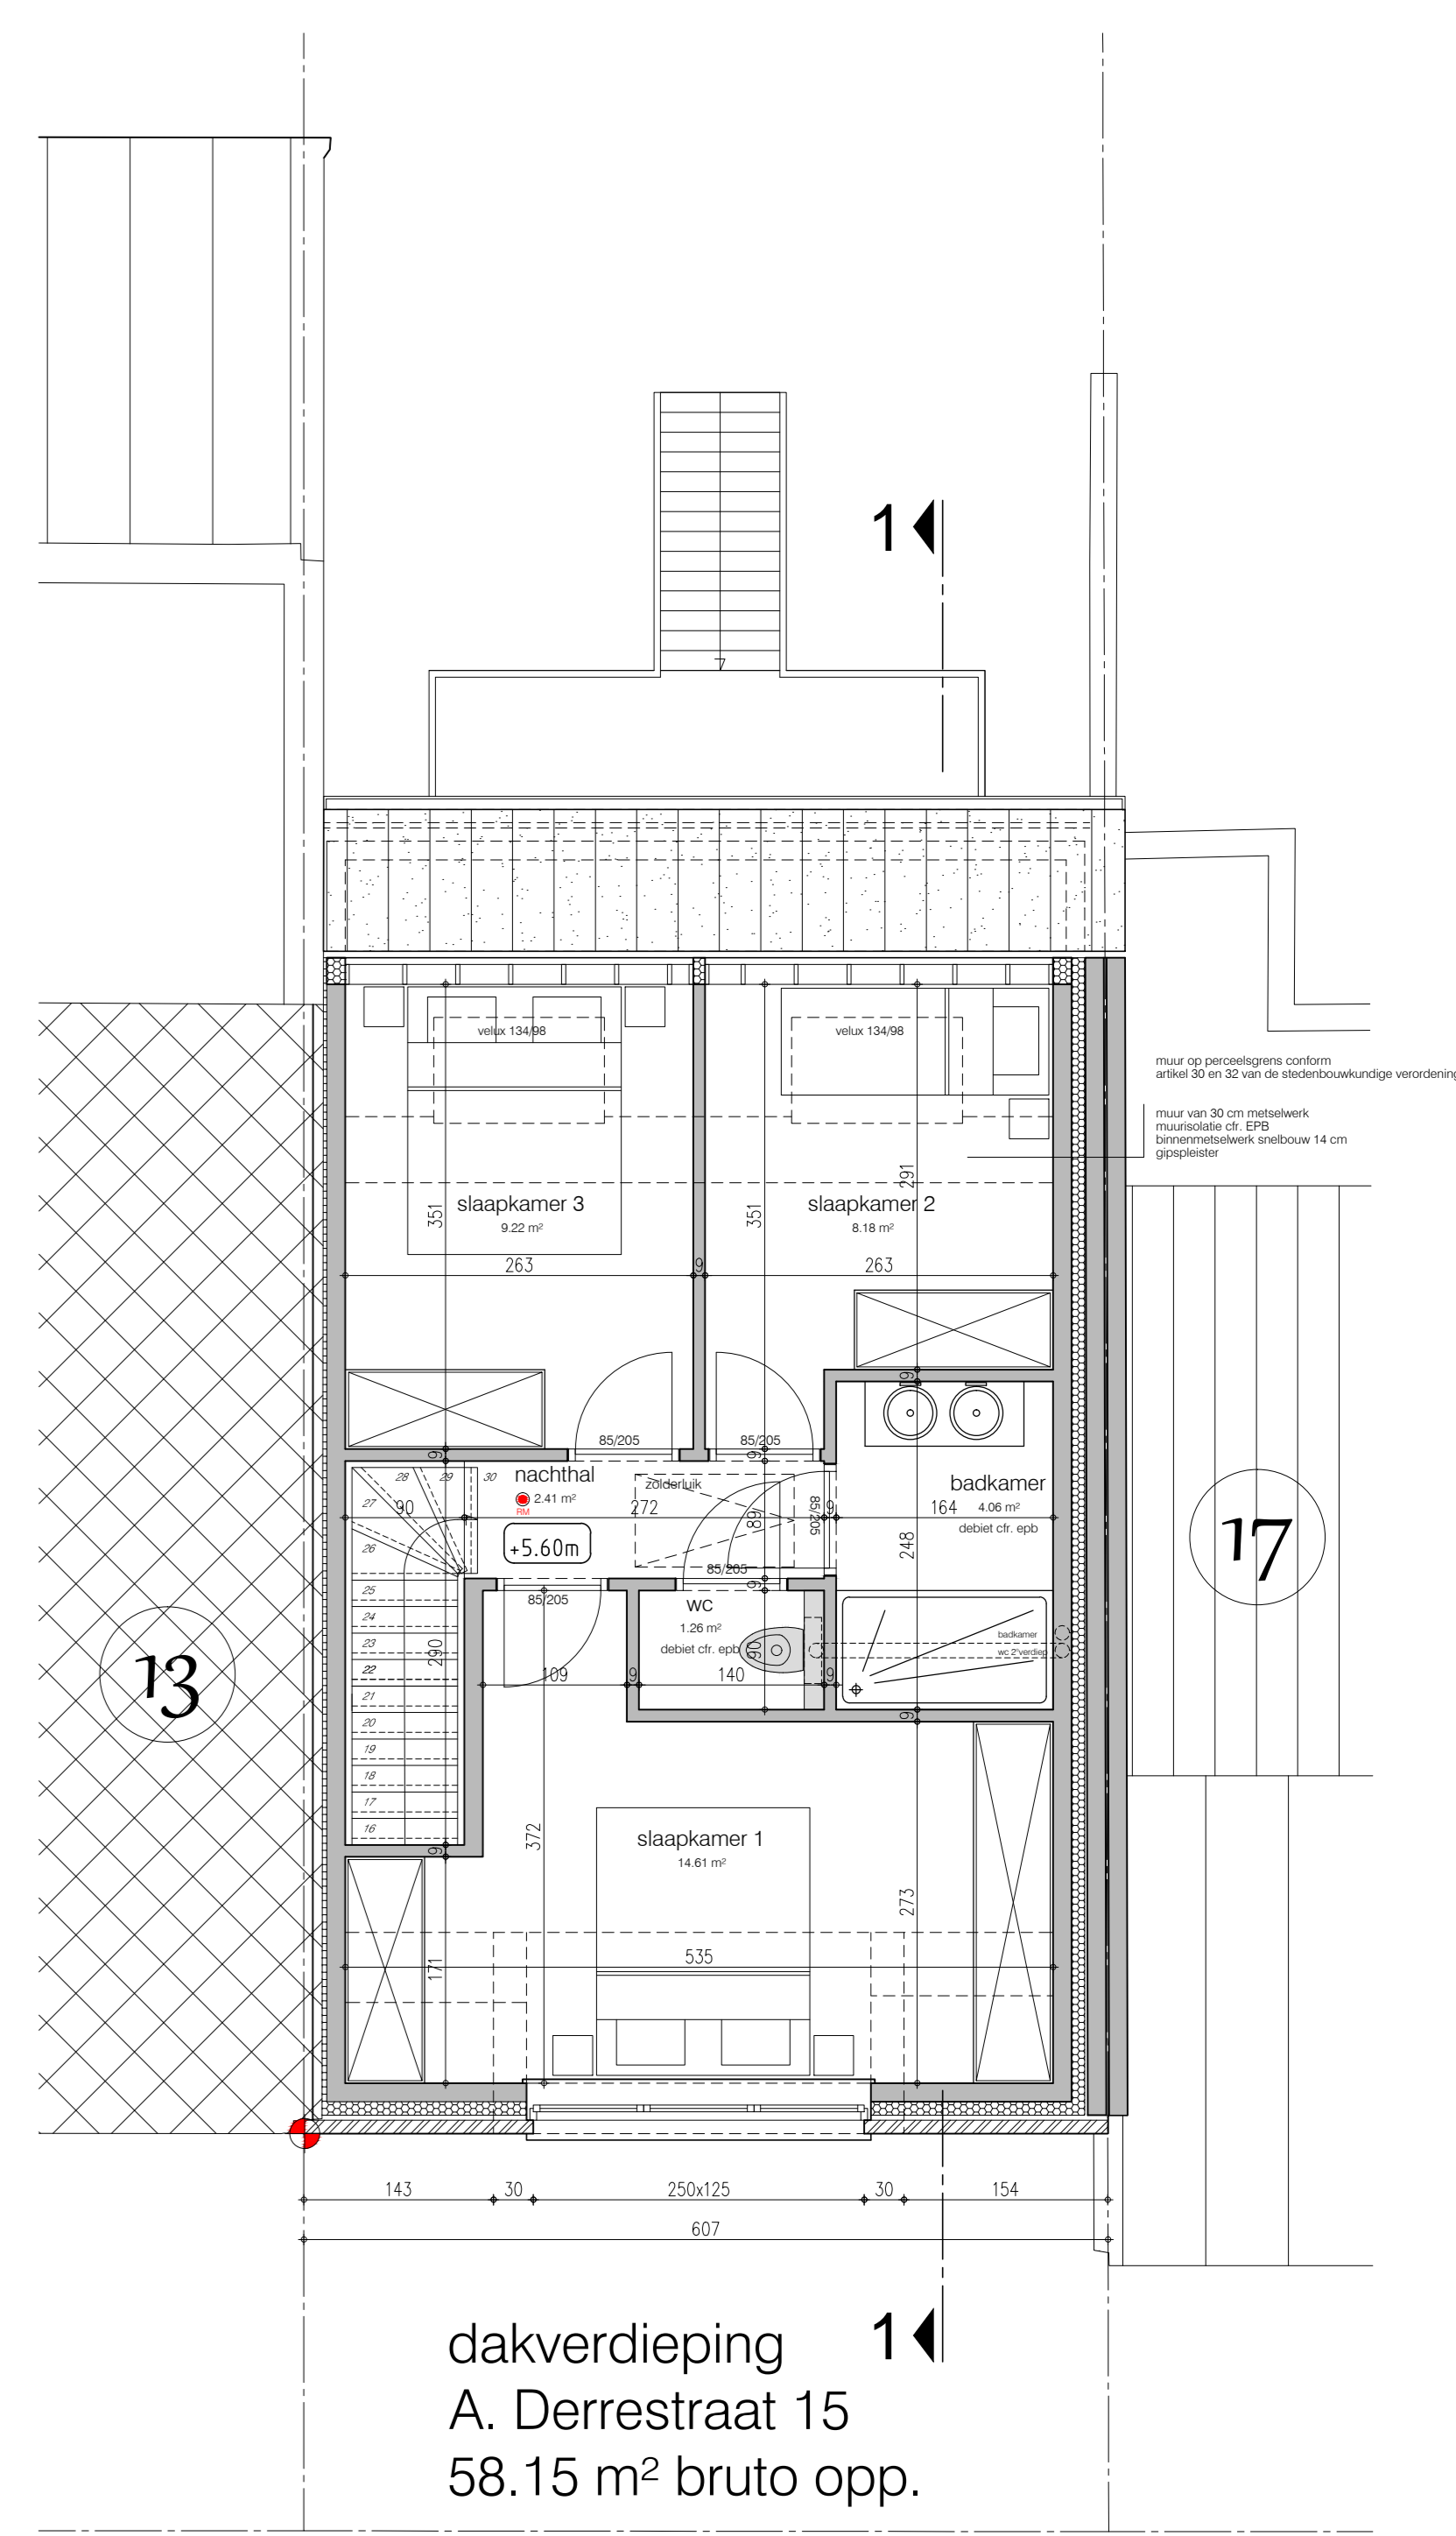 1
7
muur op perceelsgrens conform
artikel 30 en 32 van de stedenbouwkundige verordening
muur van 30 cm metselwerk
muurisolatie cfr. EPB
binnenmetselwerk snelbouw 14 cm
gipspleister
velux 134/98
velux 134/98
291
slaapkamer 3
9.22 m²
351
slaapkamer 2
8.18 m²
351
263
9
263
9
85/205
85/205
9
9
28
29
30
nachthal
2.41 m²
RM
zolderluik
27
90
272
89
85/205
9
badkamer
4.06 m²
debiet cfr. epb
164
248
+5.60m
26
17
85/205
9
25
85/205
24
wc
1.26 m²
debiet cfr. epb
90
badkamer
wc 2°verdiep
23
22
290
21
109
9
140
9
13
20
9
19
18
17
16
9
372
slaapkamer 1
14.61 m²
273
535
171
143
30
250x125
30
154
607
dakverdieping
1
A. Derrestraat 15
58.15 m² bruto opp.